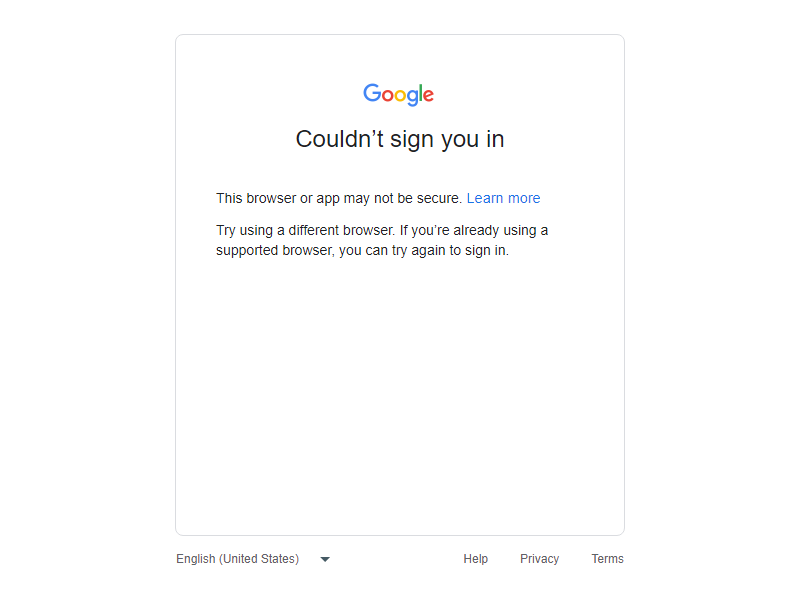 Google
Couldn’t sign you in
This browser or app may not be secure. Learn more
Try using a different browser. If you’re already using a
supported browser, you can try again to sign in.
English (United States) Help Privacy Terms